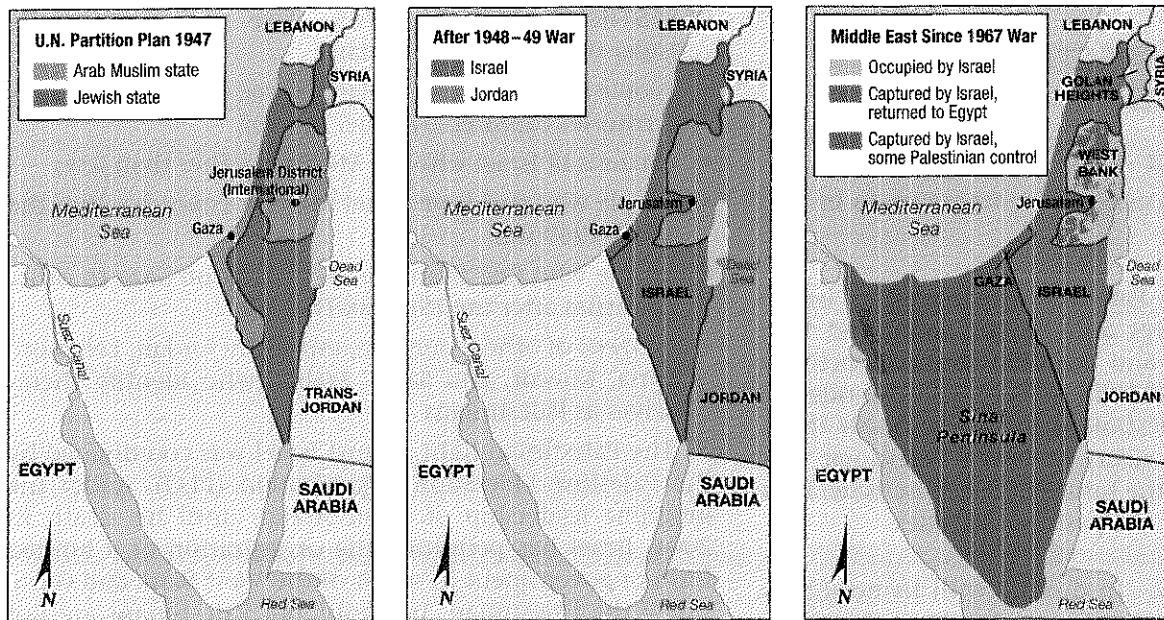 U.N. Partition Plan 1947
Arab Muslim state
Jewish state
LEBANON
SYRIA
Jerusalem District
(International)
Mediterranean
Sea
Gaza
Dead
Sea
Suez Canal
TRANS-
JORDAN
EGYPT
SAUDI
ARABIA
N
Red Sea
After 1948–49 War
Israel
Jordan
LEBANON
SYRIA
Jerusalem
Mediterranean
Sea
Gaza
Dead
Sea
ISRAEL
Suez Canal
JORDAN
EGYPT
SAUDI
ARABIA
N
Red Sea
Middle East Since 1967 War
Occupied by Israel
Captured by Israel,
returned to Egypt
Captured by Israel,
some Palestinian control
LEBANON
GOLAN
HEIGHTS
SYRIA
WEST
BANK
Jerusalem
Mediterranean
Sea
Dead
Sea
GAZA
ISRAEL
JORDAN
Sinai
Peninsula
EGYPT
SAUDI
ARABIA
N
Red Sea